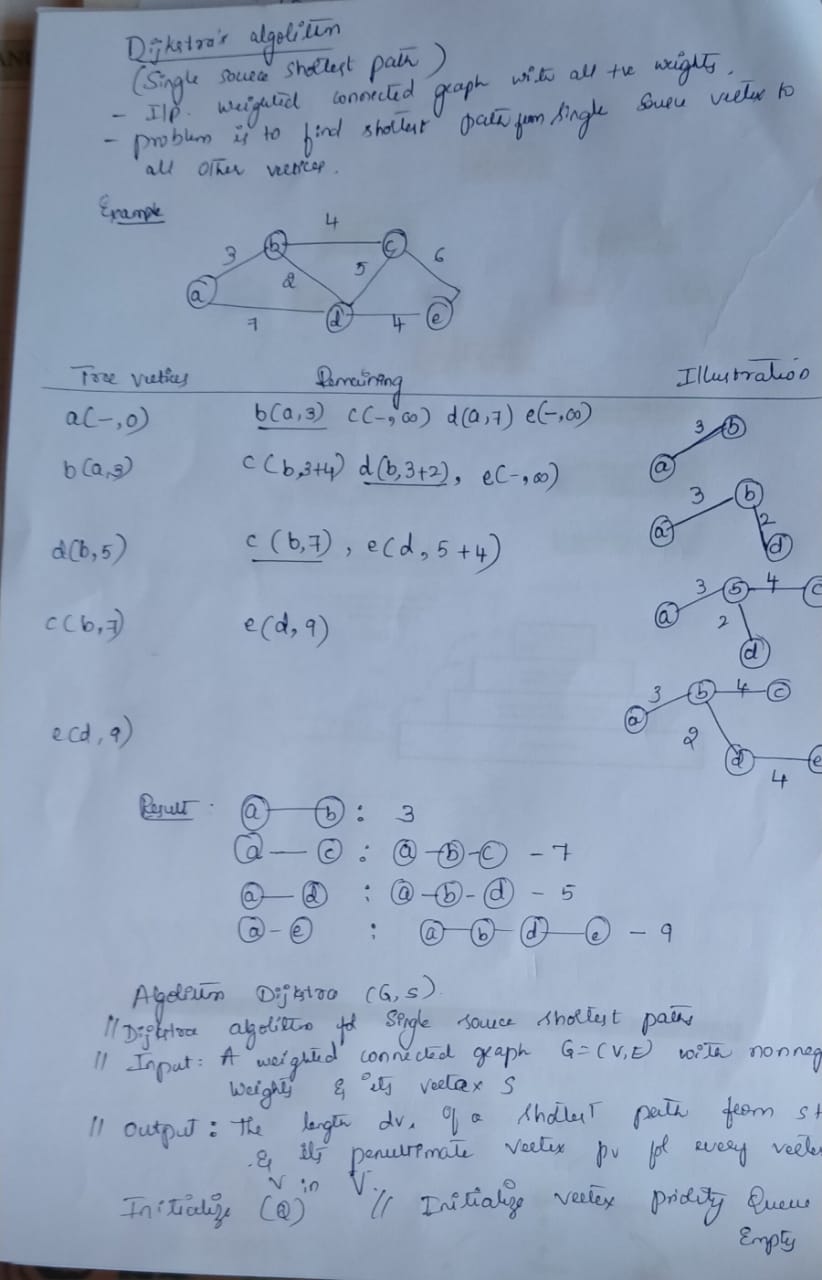 Dijkstra's algorithm
(Single source shortest path)
- I/p. weighted connected graph with all +ve weights.
- problem is to find shortest path from single source vertex to
all other vertices.
Example
4
3 b c 6
2 5
a
d e
7 4
Tree vertices Remaining Illustration
a(-,0) b(a,3) c(-,∞) d(a,7) e(-,∞)
3 b
a
b(a,3) c(b,3+4) d(b,3+2), e(-,∞)
3 b
a 2
d
d(b,5) c(b,7), e(d,5+4)
3 b 4 c
a 2
d
c(b,7) e(d,9)
3 b 4 c
a
2
d e
4
e(d,9)
Result: a b : 3
a - c : a - b - c - 7
a - d : a - b - d - 5
a - e : a - b d e - 9
Algorithm Dijkstra (G,S)
// Dijkstra algorithm for Single source shortest paths
// Input: A weighted connected graph G=(V,E) with nonneg
weights & its vertex S
// Output: The length dv, of a shortest path from s t
& its penultimate vertex pv for every verte
v in V.
Initialize (Q) // Initialize vertex priority Queue
Empty